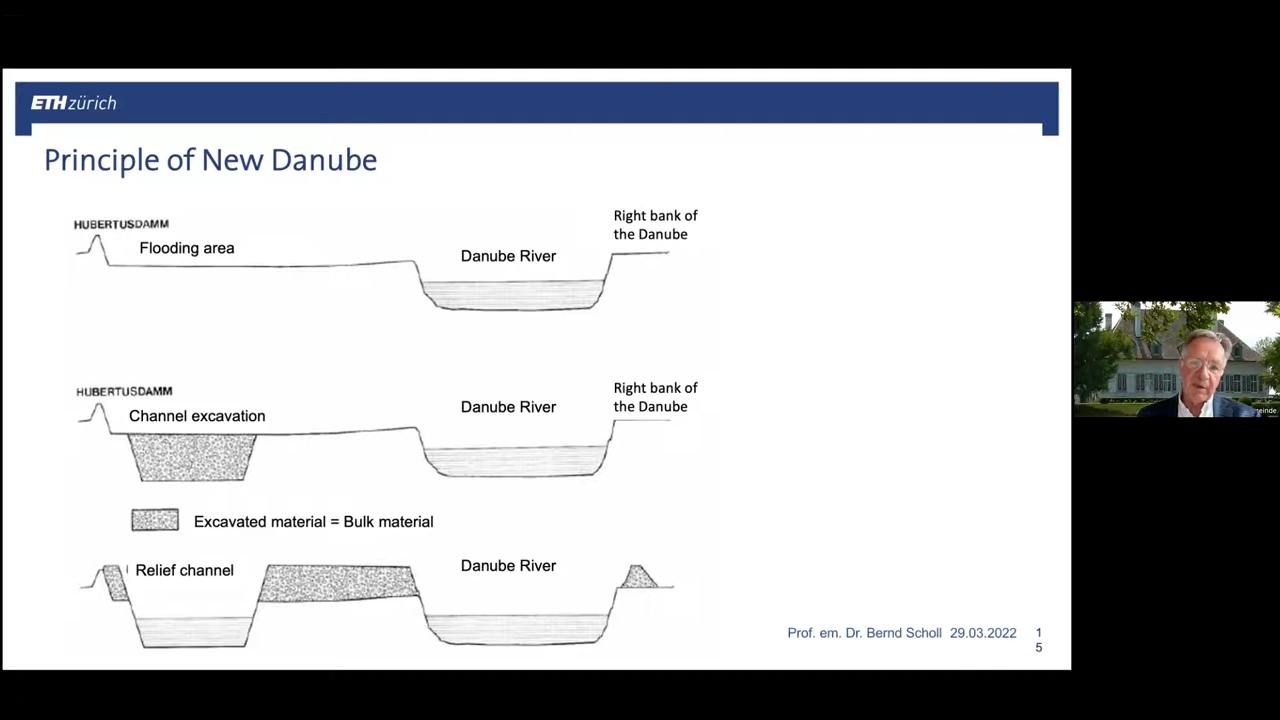 ETH zürich
Principle of New Danube
HUBERTUSDAMM
Flooding area
Danube River
Right bank of
the Danube
HUBERTUSDAMM
Channel excavation
Danube River
Right bank of
the Danube
Excavated material = Bulk material
Relief channel
Danube River
Prof. em. Dr. Bernd Scholl 29.03.2022
1
5
einde